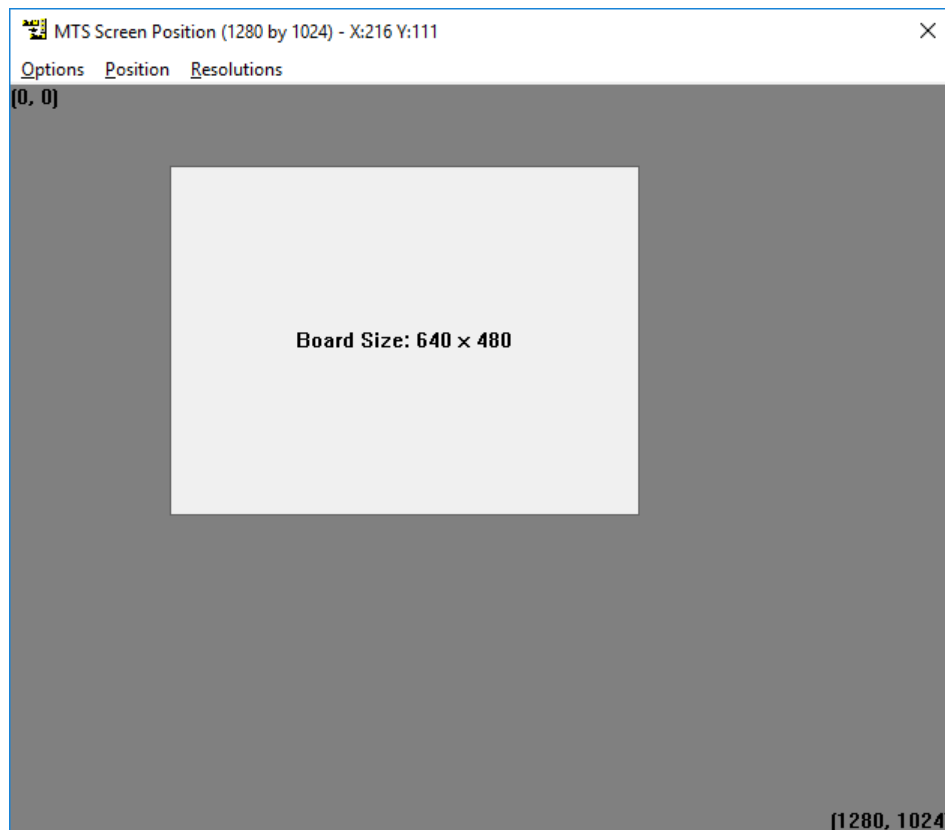 MTS Screen Position (1280 by 1024) - X:216 Y:111
Options Position Resolutions
(0, 0)
Board Size: 640 x 480
(1280, 1024